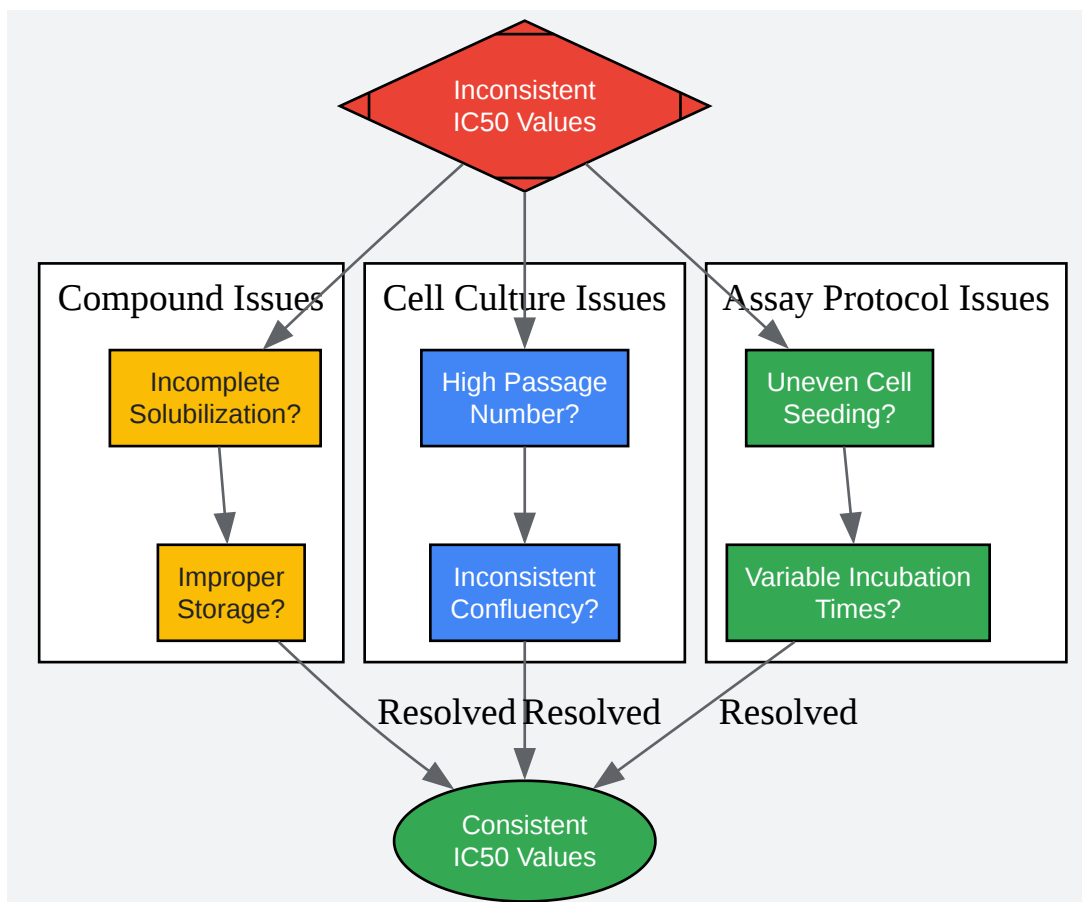 Inconsistent
IC50 Values
Compound Issues
Cell Culture Issues
Assay Protocol Issues
Incomplete
Solubilization?
High Passage
Number?
Uneven Cell
Seeding?
Improper
Storage?
Inconsistent
Confluency?
Variable Incubation
Times?
Resolved
Resolved
Resolved
Consistent
IC50 Values